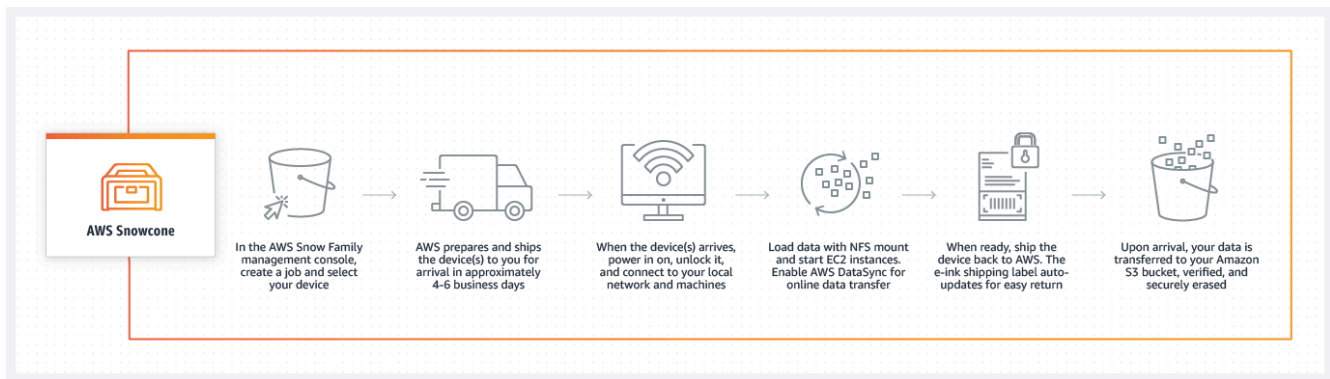 AWS Snowcone
In the AWS Snow Family
management console,
create a job and select
your device
AWS prepares and ships
the device(s) to you for
arrival in approximately
4-6 business days
When the device(s) arrives,
power in on, unlock it,
and connect to your local
network and machines
Load data with NFS mount
and start EC2 instances.
Enable AWS DataSync for
online data transfer
When ready, ship the
device back to AWS. The
e-ink shipping label auto-
updates for easy return
Upon arrival, your data is
transferred to your Amazon
S3 bucket, verified, and
securely erased